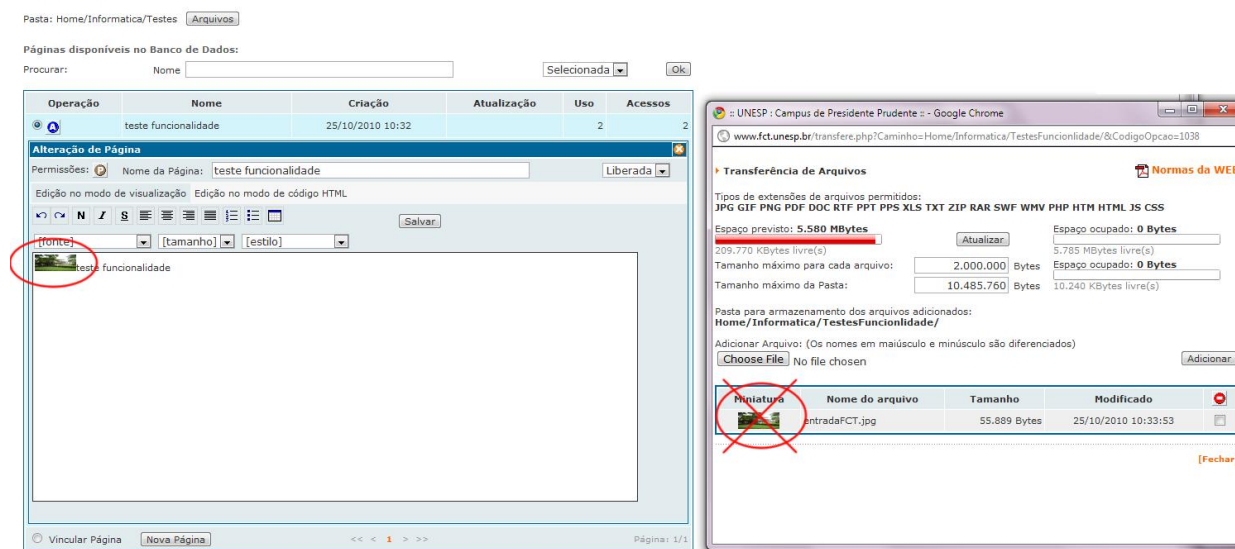 Pasta: Home/Informatica/Testes Arquivos
Páginas disponíveis no Banco de Dados:
Procurar: Nome Selecionada Ok
Operação Nome Criação Atualização Uso Acessos
A teste funcionalidade 25/10/2010 10:32 2 2
Alteração de Página
Permissões: P Nome da Página: teste funcionalidade Liberada
Edição no modo de visualização Edição no modo de código HTML
N I S Salvar
[fonte] [tamanho] [estilo]
teste funcionalidade
Vincular Página Nova Página << < 1 > >> Página: 1/1
:: UNESP : Campus de Presidente Prudente :: - Google Chrome
www.fct.unesp.br/transfere.php?Caminho=Home/Informatica/TestesFuncionlidade/&CodigoOpcao=1038
Transferência de Arquivos Normas da WEB
Tipos de extensões de arquivos permitidos:
JPG GIF PNG PDF DOC RTF PPT PPS XLS TXT ZIP RAR SWF WMV PHP HTM HTML JS CSS
Espaço previsto: 5.580 MBytes Atualizar Espaço ocupado: 0 Bytes
209.770 KBytes livre(s) 5.785 MBytes livre(s)
Tamanho máximo para cada arquivo: 2.000.000 Bytes Espaço ocupado: 0 Bytes
Tamanho máximo da Pasta: 10.485.760 Bytes 10.240 KBytes livre(s)
Pasta para armazenamento dos arquivos adicionados:
Home/Informatica/TestesFuncionlidade/
Adicionar Arquivo: (Os nomes em maiúsculo e minúsculo são diferenciados)
Choose File No file chosen Adicionar
Miniatura Nome do arquivo Tamanho Modificado
entradaFCT.jpg 55.889 Bytes 25/10/2010 10:33:53
[Fechar